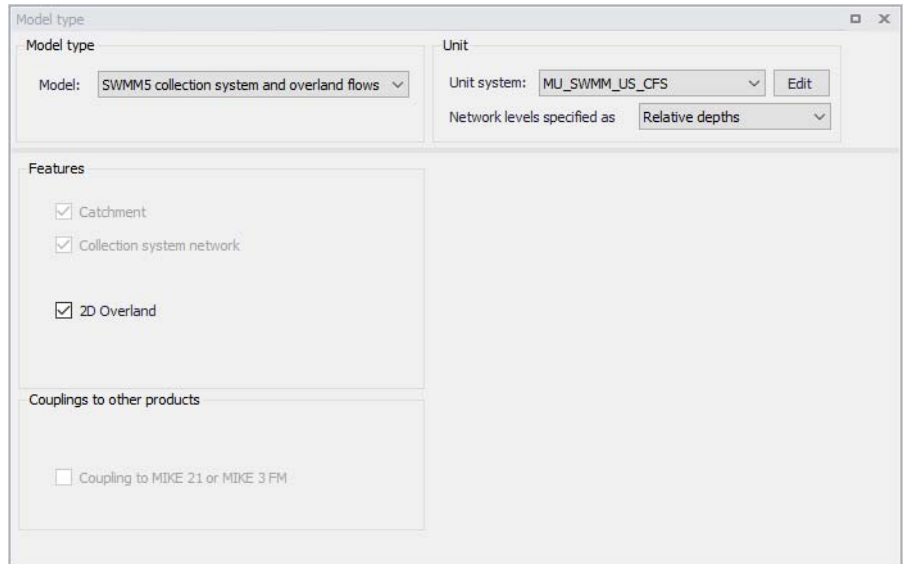 Model type
Model type
Model: SWMM5 collection system and overland flows
Unit
Unit system: MU_SWMM_US_CFS Edit
Network levels specified as Relative depths
Features
Catchment
Collection system network
2D Overland
Couplings to other products
Coupling to MIKE 21 or MIKE 3 FM